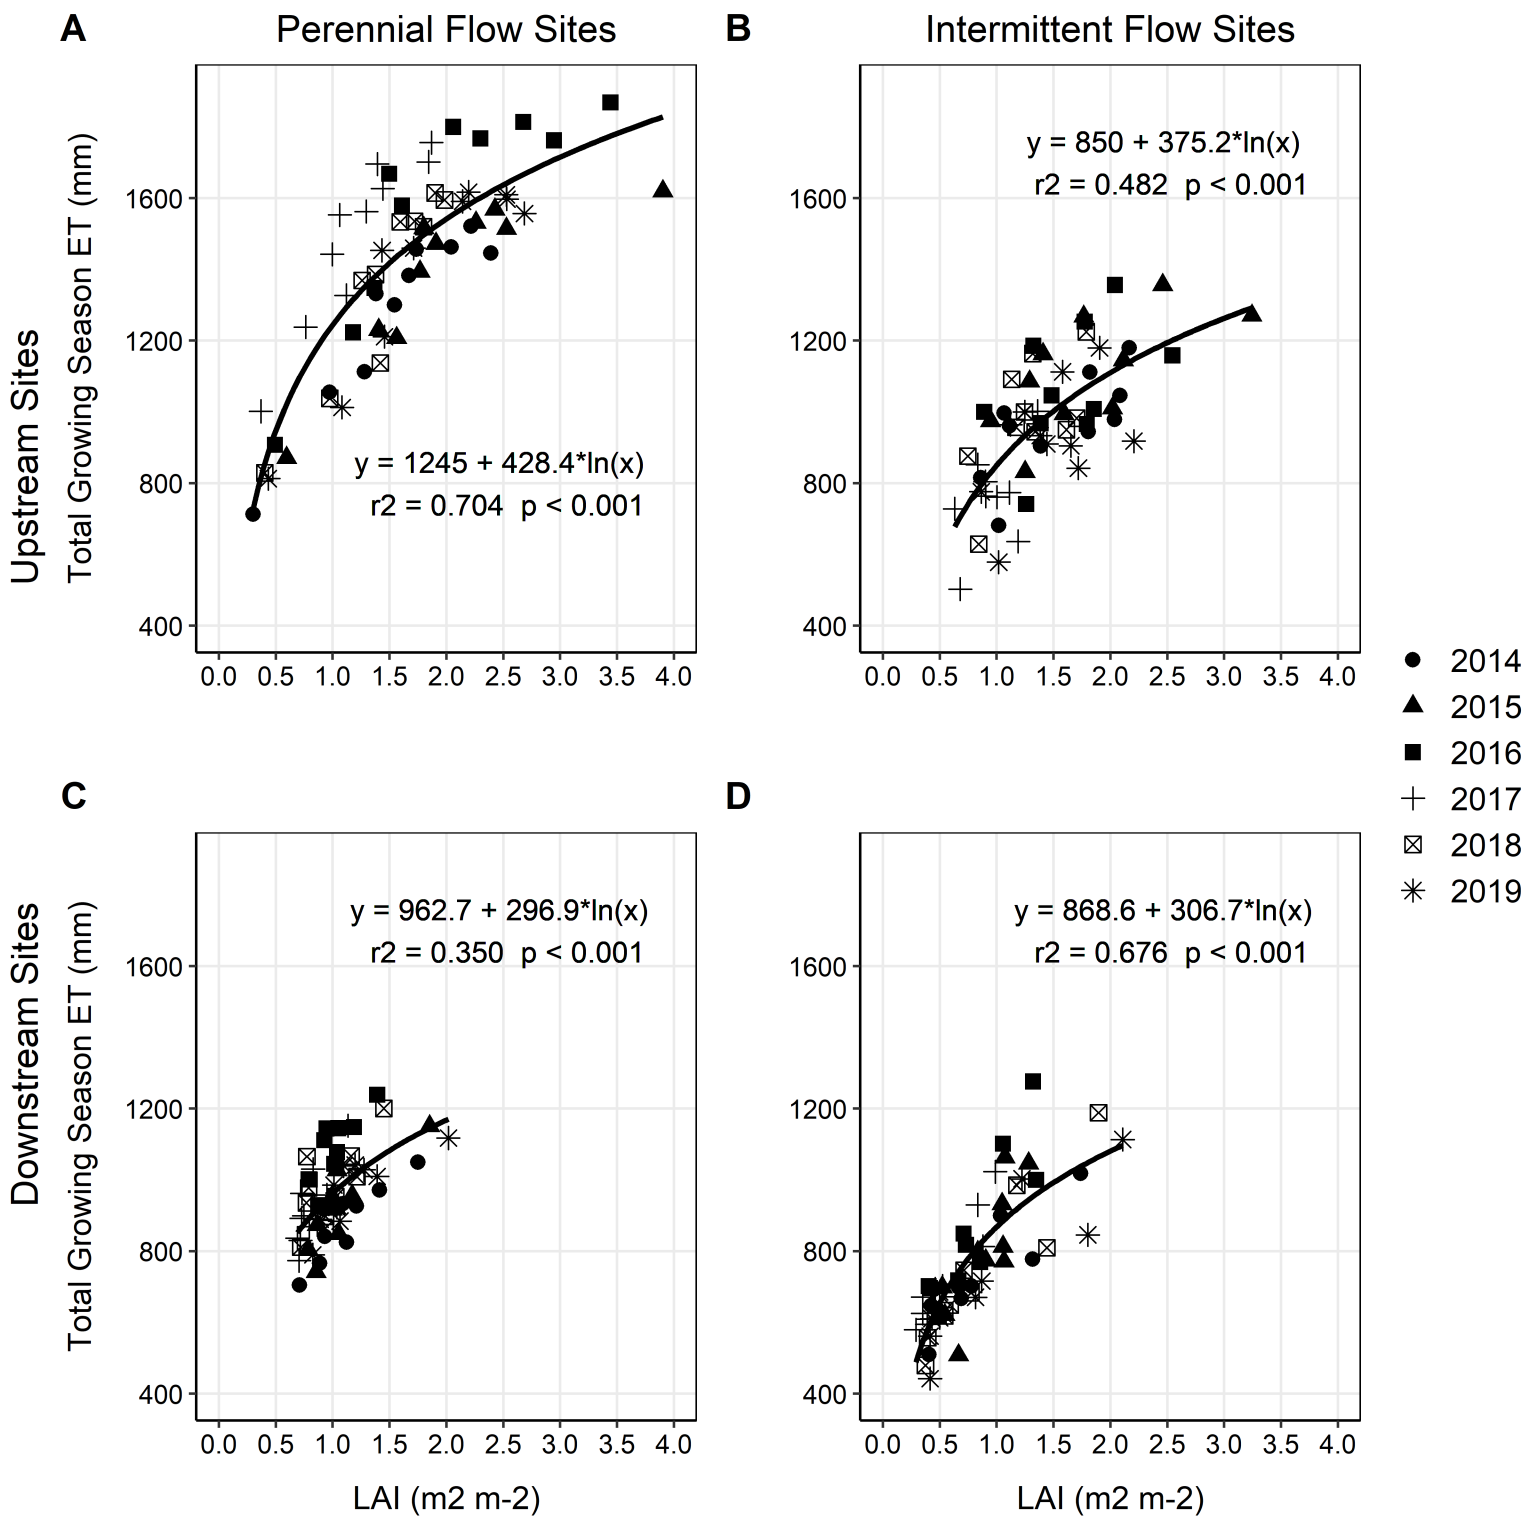 A Perennial Flow Sites
B Intermittent Flow Sites
Upstream Sites
Total Growing Season ET (mm)
1600
1200
800
400
y = 1245 + 428.4*ln(x)
r2 = 0.704 p < 0.001
0.0 0.5 1.0 1.5 2.0 2.5 3.0 3.5 4.0
1600
1200
800
400
y = 850 + 375.2*ln(x)
r2 = 0.482 p < 0.001
0.0 0.5 1.0 1.5 2.0 2.5 3.0 3.5 4.0
2014
2015
2016
2017
2018
2019
C
D
Downstream Sites
Total Growing Season ET (mm)
1600
1200
800
400
y = 962.7 + 296.9*ln(x)
r2 = 0.350 p < 0.001
0.0 0.5 1.0 1.5 2.0 2.5 3.0 3.5 4.0
LAI (m2 m-2)
1600
1200
800
400
y = 868.6 + 306.7*ln(x)
r2 = 0.676 p < 0.001
0.0 0.5 1.0 1.5 2.0 2.5 3.0 3.5 4.0
LAI (m2 m-2)